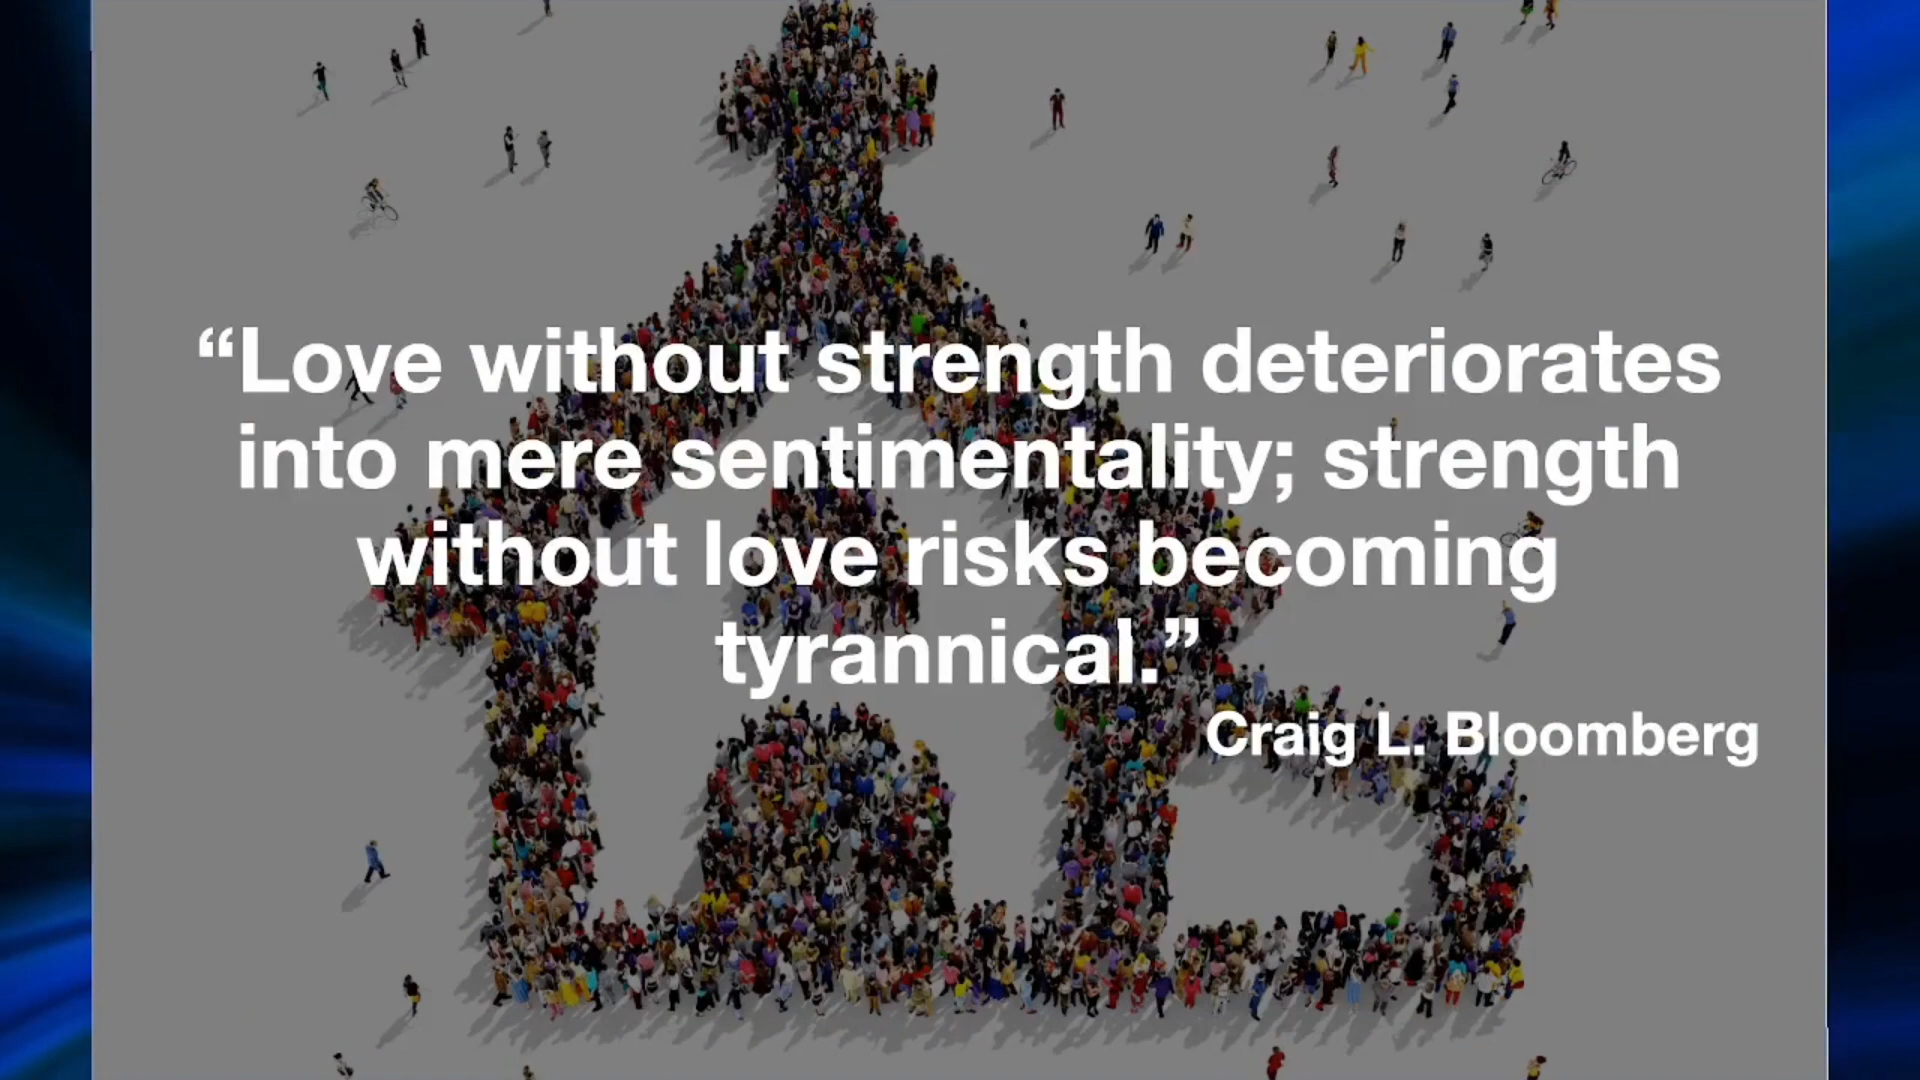 “Love without strength deteriorates
into mere sentimentality; strength
without love risks becoming
tyrannical.”
Craig L. Bloomberg